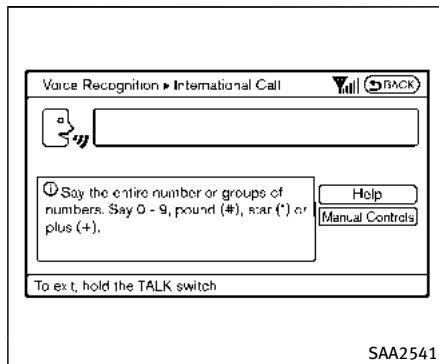 Voice Recognition ▸ International Call BACK
ⓘ Say the entire number or groups of
numbers. Say 0 - 9, pound (#), star (*) or
plus (+).
Help
Manual Controls
To exit, hold the TALK switch
SAA2541